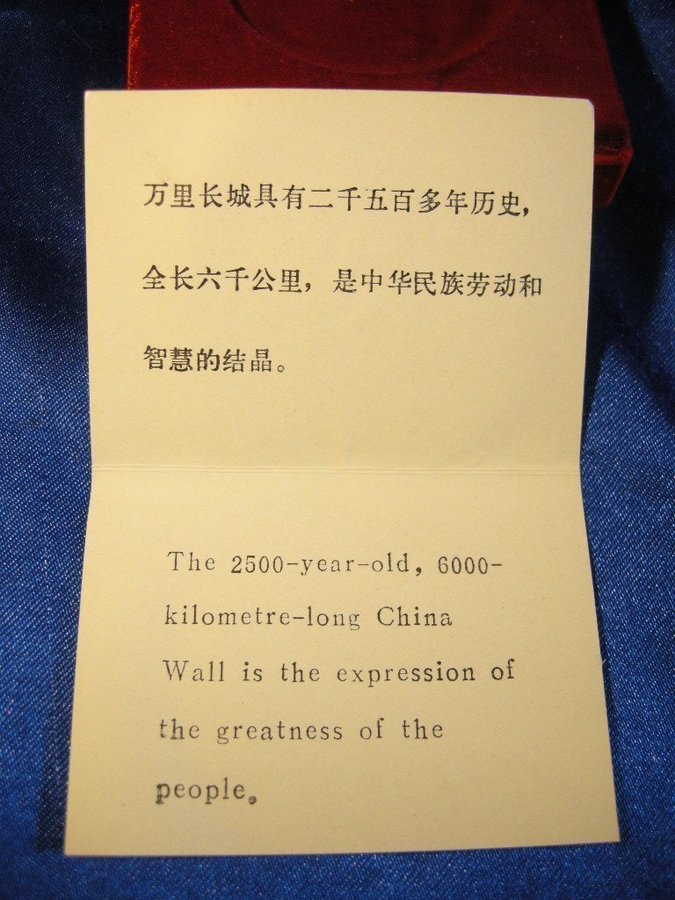 万里长城具有二千五百多年历史，
全长六千公里，是中华民族劳动和
智慧的结晶。
The 2500-year-old, 6000-
kilometre-long China
Wall is the expression of
the greatness of the
people。